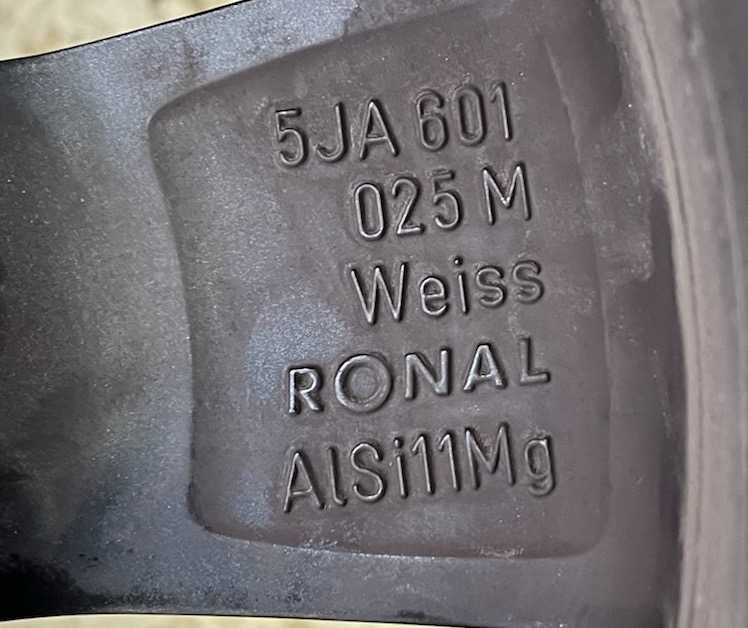 5JA 601
025 M
Weiss
RONAL
AlSi11Mg